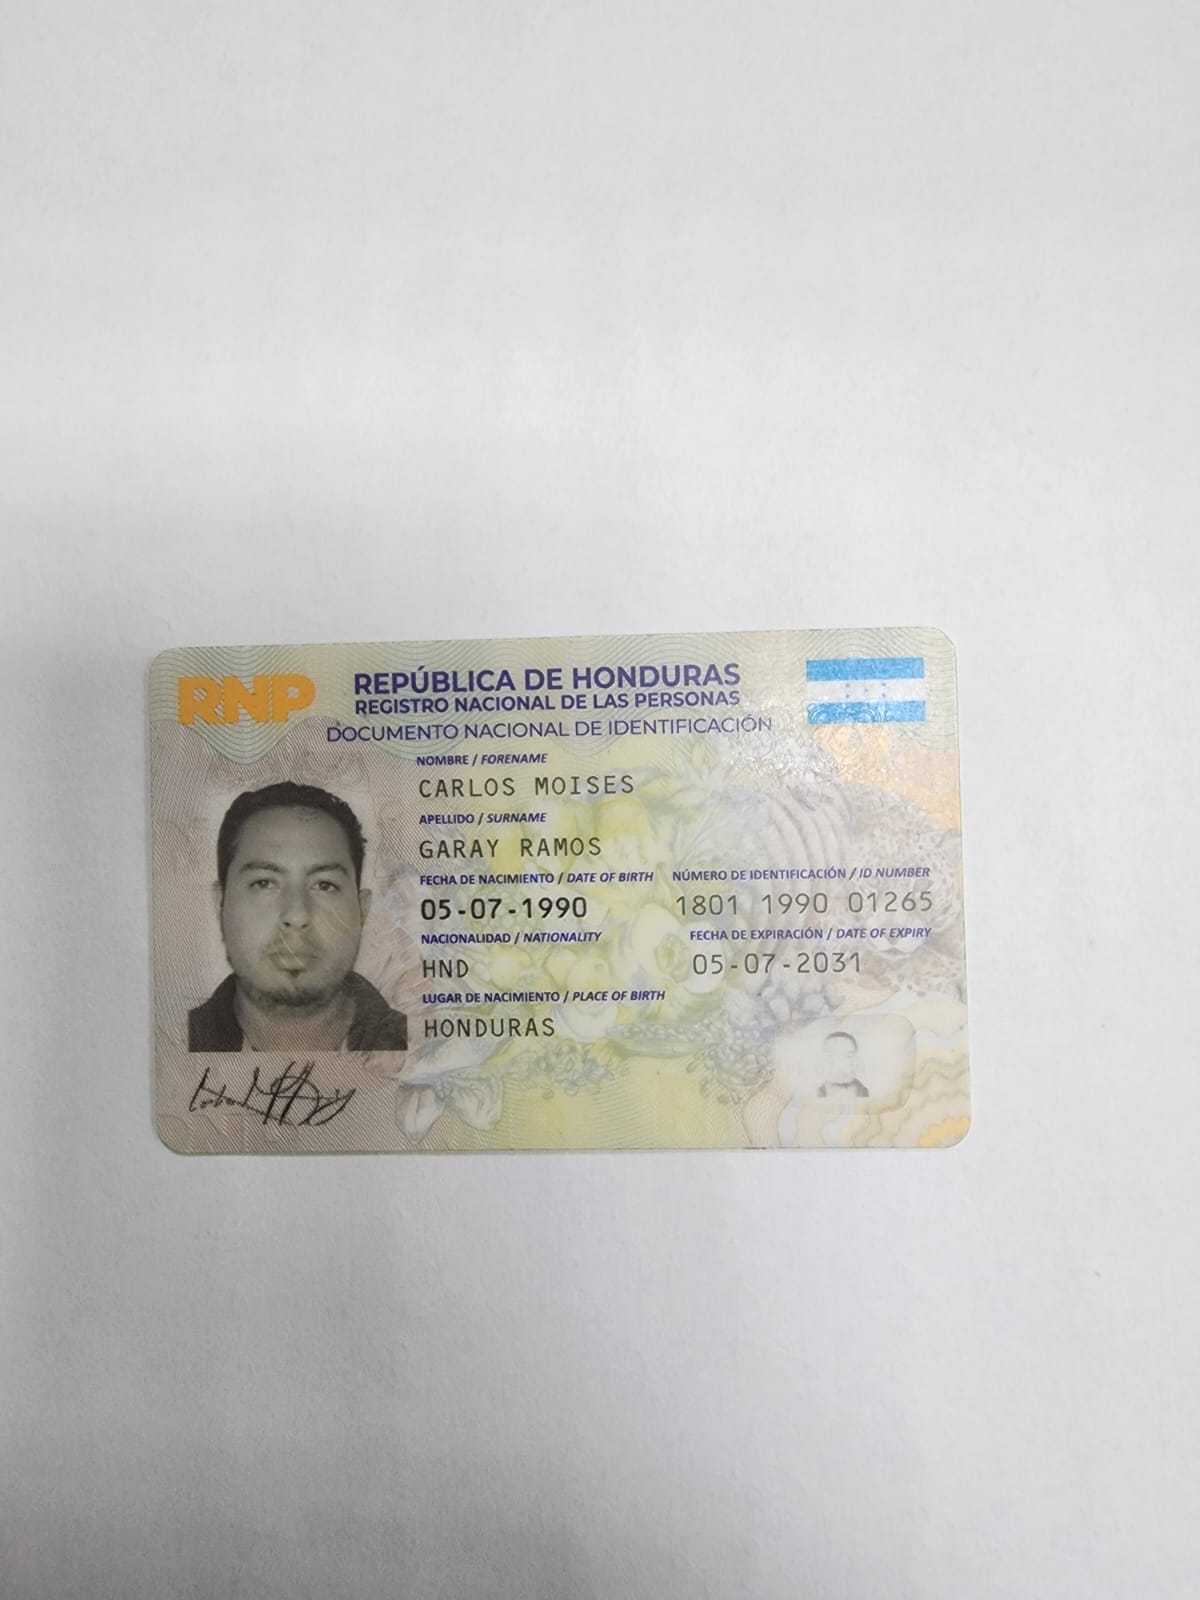 RNP
REPÚBLICA DE HONDURAS
REGISTRO NACIONAL DE LAS PERSONAS
DOCUMENTO NACIONAL DE IDENTIFICACIÓN
NOMBRE / FORENAME
CARLOS MOISES
APELLIDO / SURNAME
GARAY RAMOS
FECHA DE NACIMIENTO / DATE OF BIRTH
05-07-1990
NÚMERO DE IDENTIFICACIÓN / ID NUMBER
1801 1990 01265
NACIONALIDAD / NATIONALITY
HND
FECHA DE EXPIRACIÓN / DATE OF EXPIRY
05-07-2031
LUGAR DE NACIMIENTO / PLACE OF BIRTH
HONDURAS